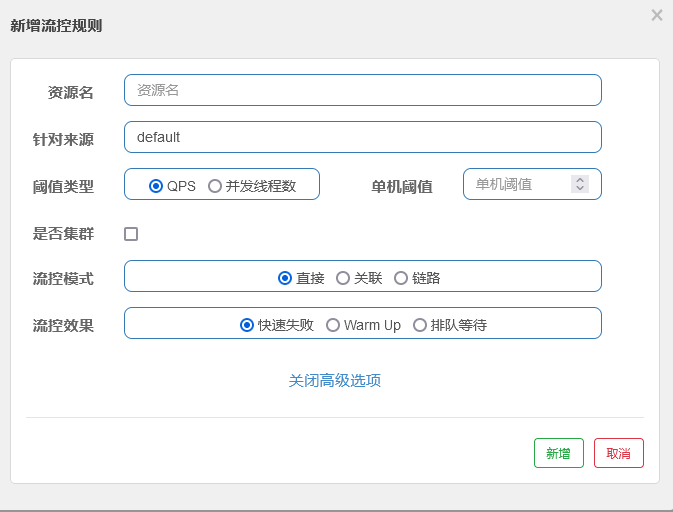 新增流控规则
×
资源名 资源名
针对来源 default
阈值类型 QPS 并发线程数 单机阈值 单机阈值
是否集群
流控模式 直接 关联 链路
流控效果 快速失败 Warm Up 排队等待
关闭高级选项
新增 取消